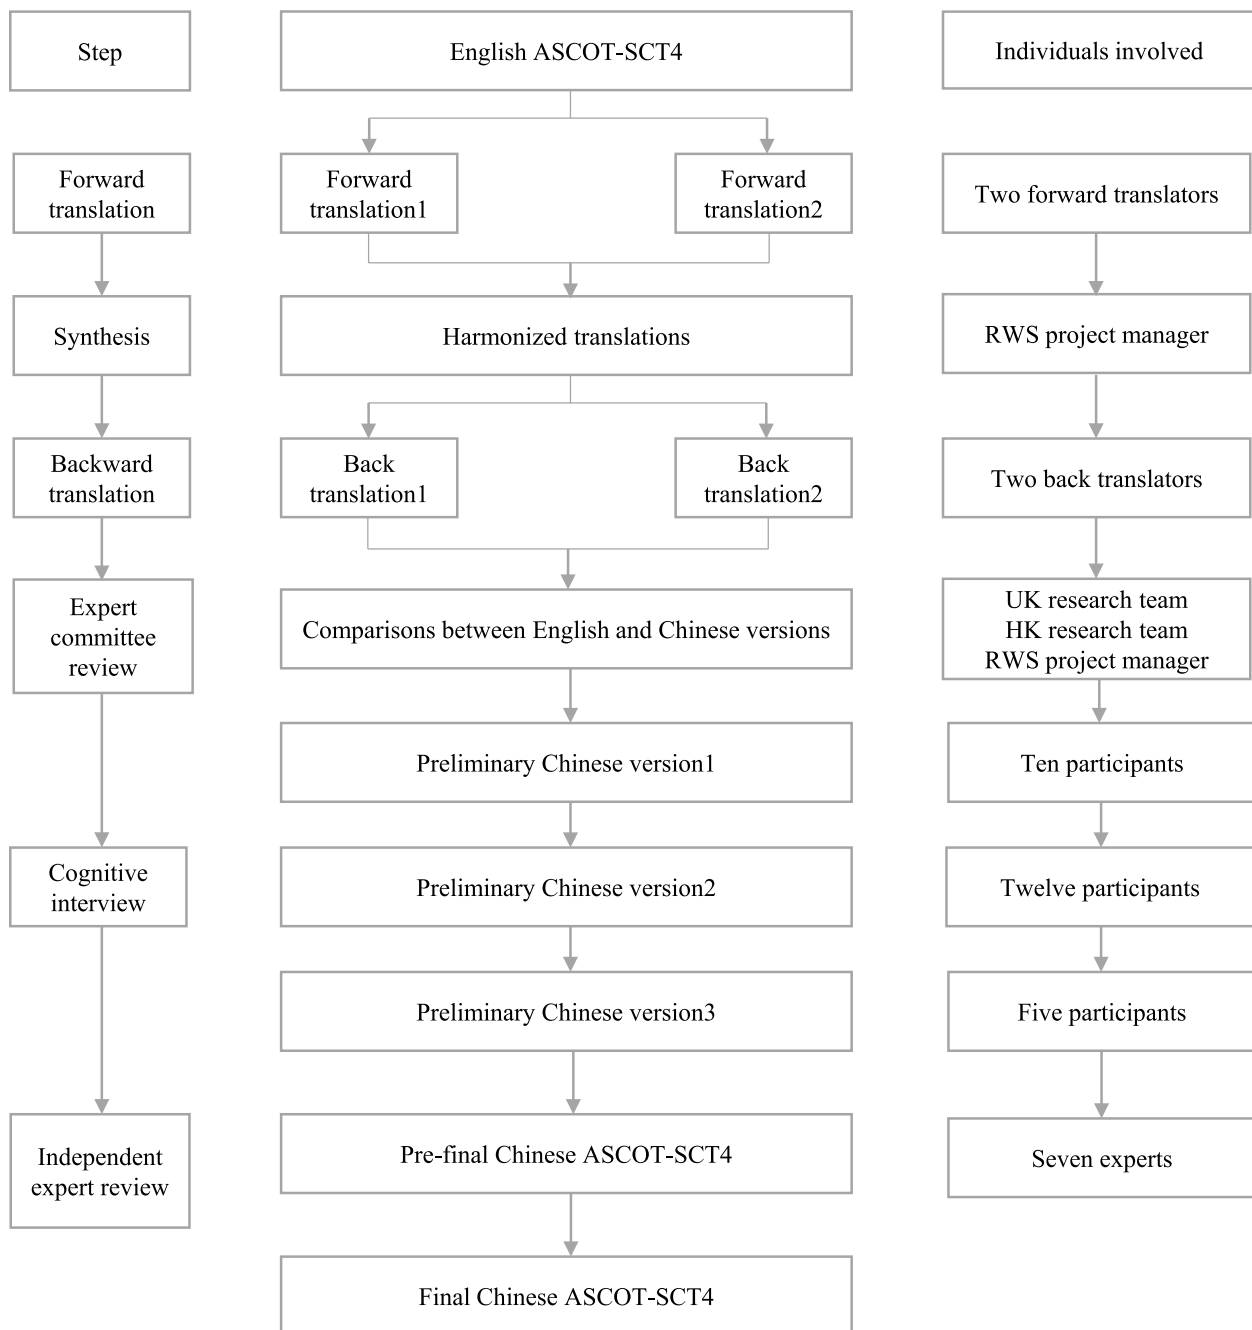 Step
English ASCOT-SCT4
Individuals involved
Forward
translation
Forward
translation1
Forward
translation2
Two forward translators
Synthesis
Harmonized translations
RWS project manager
Backward
translation
Back
translation1
Back
translation2
Two back translators
Expert
committee
review
Comparisons between English and Chinese versions
UK research team
HK research team
RWS project manager
Preliminary Chinese version1
Ten participants
Cognitive
interview
Preliminary Chinese version2
Twelve participants
Preliminary Chinese version3
Five participants
Independent
expert review
Pre-final Chinese ASCOT-SCT4
Seven experts
Final Chinese ASCOT-SCT4